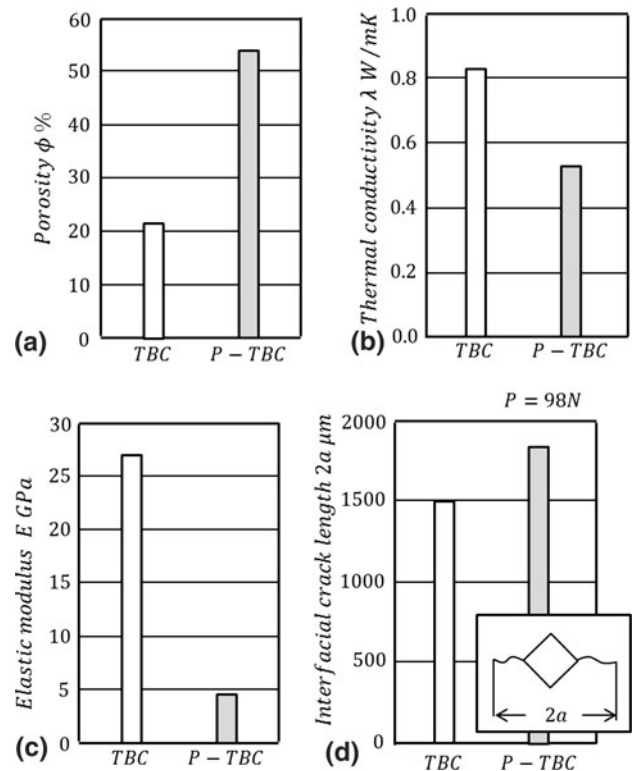 60
50
40
30
20
10
0
Porosity ϕ %
TBC P − TBC
(a)
1.0
0.8
0.6
0.4
0.2
0.0
Thermal conductivity λ W/mK
TBC P − TBC
(b)
30
25
20
15
10
5
0
Elastic modulus E GPa
TBC P − TBC
(c)
P = 98N
2000
1500
1000
500
0
Interfacial crack length 2a μm
2a
TBC P − TBC
(d)